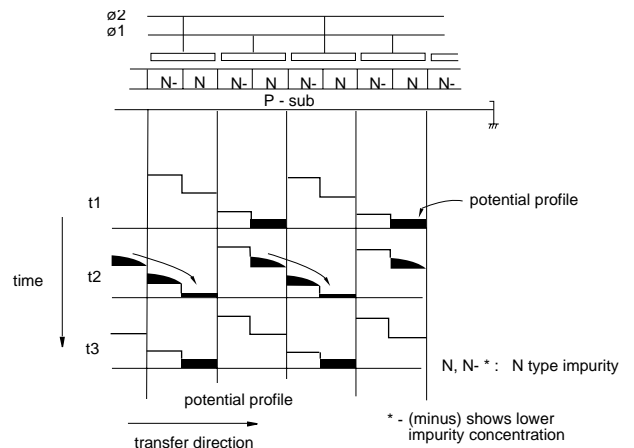 ø2
ø1
N- N N- N N- N N- N N-
P - sub
t1
potential profile
t2
time
t3
N, N- * : N type impurity
potential profile
* - (minus) shows lower
impurity concentration
transfer direction